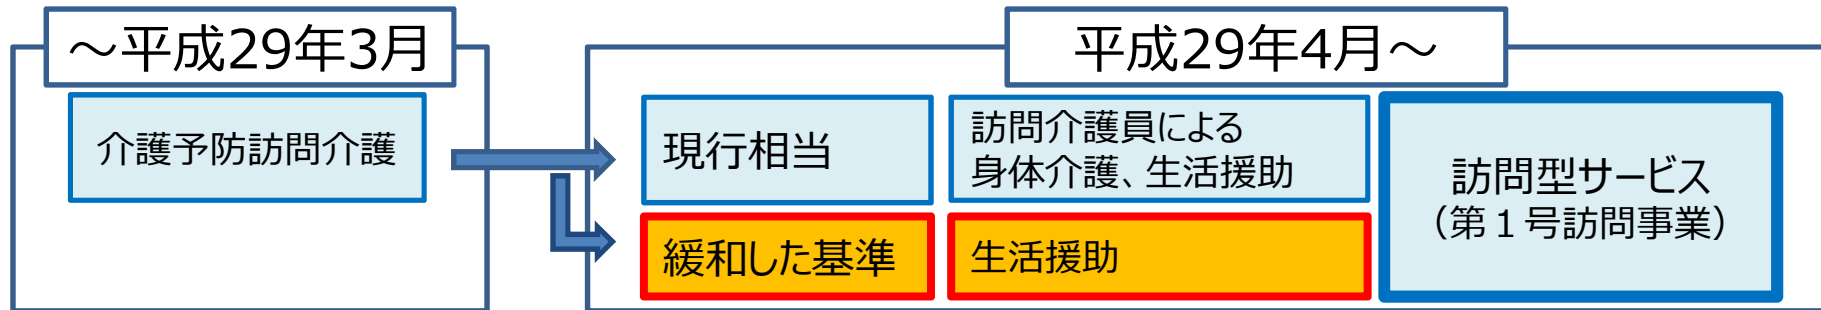 ～平成29年3月
平成29年4月～
介護予防訪問介護
現行相当
訪問介護員による
身体介護、生活援助
訪問型サービス
（第１号訪問事業）
緩和した基準
生活援助